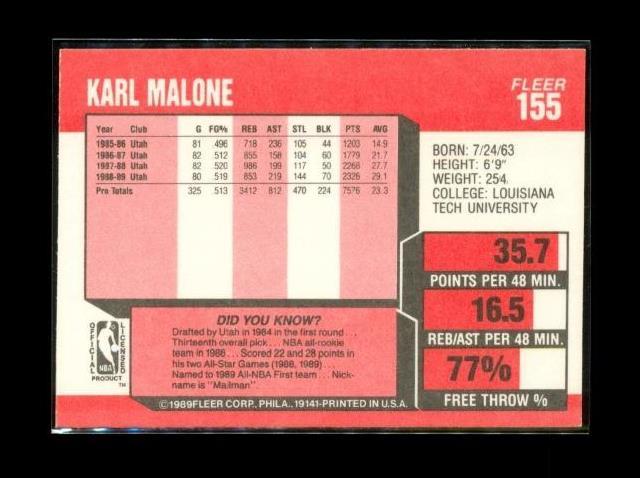 KARL MALONE
FLEER
155
Year Club G FG% REB AST STL BLK PTS AVG
1985-86 Utah 81 .496 718 236 105 44 1203 14.9
1986-87 Utah 82 .512 855 158 104 60 1779 21.7
1987-88 Utah 82 .520 986 199 117 50 2268 27.7
1988-89 Utah 80 .519 853 219 144 70 2326 29.1
Pro Totals 325 .513 3412 812 470 224 7576 23.3
BORN: 7/24/63
HEIGHT: 6'9"
WEIGHT: 254
COLLEGE: LOUISIANA
TECH UNIVERSITY
35.7
POINTS PER 48 MIN.
16.5
REB/AST PER 48 MIN.
77%
FREE THROW %
OFFICIAL
LICENSED
NBA
PRODUCT TM
DID YOU KNOW?
Drafted by Utah in 1984 in the first round...
Thirteenth overall pick... NBA all-rookie
team in 1986... Scored 22 and 28 points in
his two All-Star Games (1988, 1989)...
Named to 1989 All-NBA First team... Nick-
name is "Mailman".
©1989FLEER CORP., PHILA., 19141-PRINTED IN U.S.A.